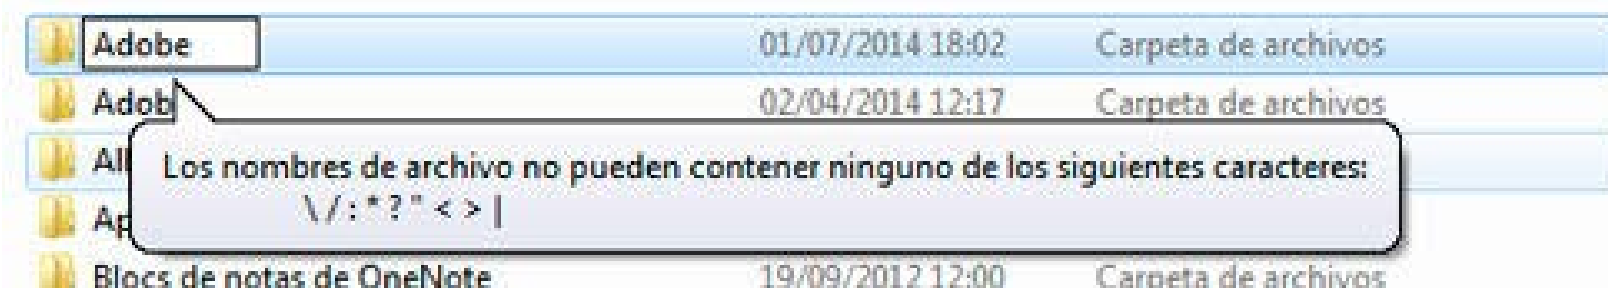 Adobe 01/07/2014 18:02 Carpeta de archivos
Adob 02/04/2014 12:17 Carpeta de archivos
All
Los nombres de archivo no pueden contener ninguno de los siguientes caracteres:
\ / : * ? " < > |
Ap
Blocs de notas de OneNote 19/09/2012 12:00 Carpeta de archivos